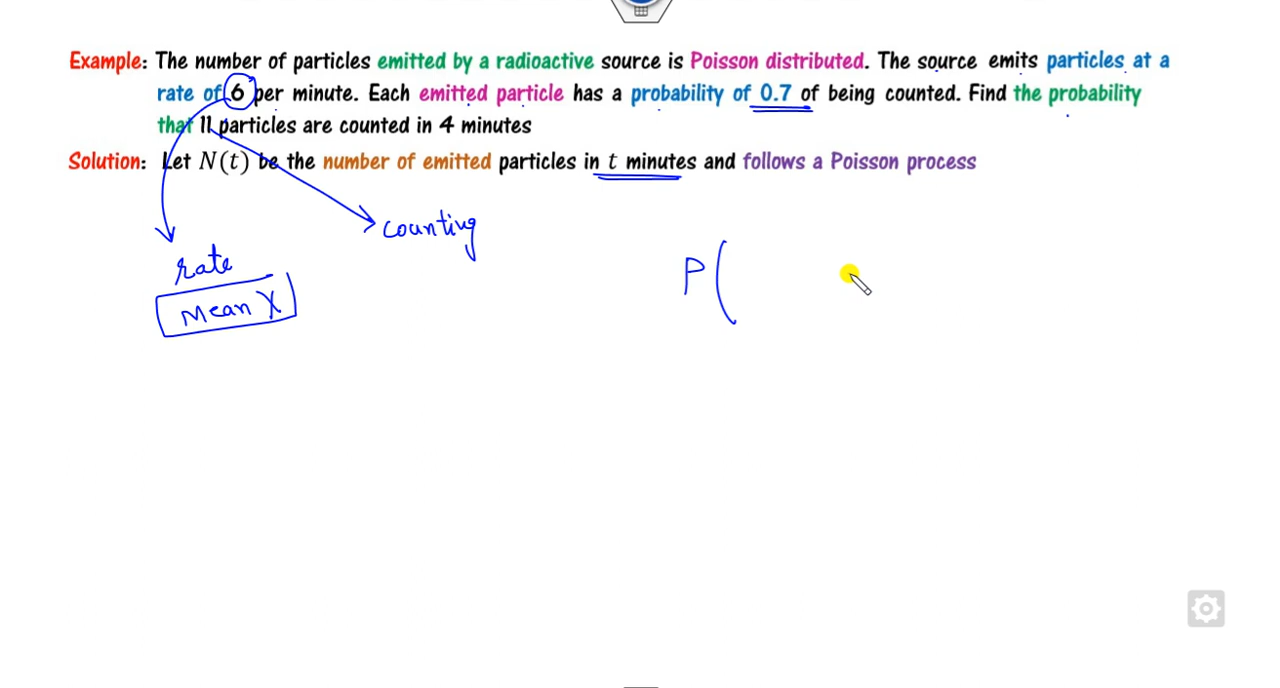 Example: The number of particles emitted by a radioactive source is Poisson distributed. The source emits particles at a
rate of 6 per minute. Each emitted particle has a probability of 0.7 of being counted. Find the probability
that 11 particles are counted in 4 minutes
Solution: Let N(t) be the number of emitted particles in t minutes and follows a Poisson process
counting
rate
Mean X
P(